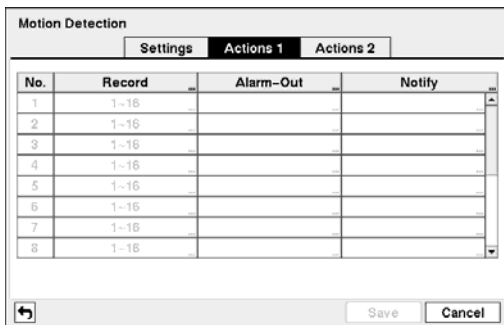 Motion Detection
Settings Actions 1 Actions 2
No. Record ... Alarm-Out ... Notify ...
1 1~16 ... ... ...
2 1~16 ... ... ...
3 1~16 ... ... ...
4 1~16 ... ... ...
5 1~16 ... ... ...
6 1~16 ... ... ...
7 1~16 ... ... ...
8 1~16 ... ... ...
Save Cancel